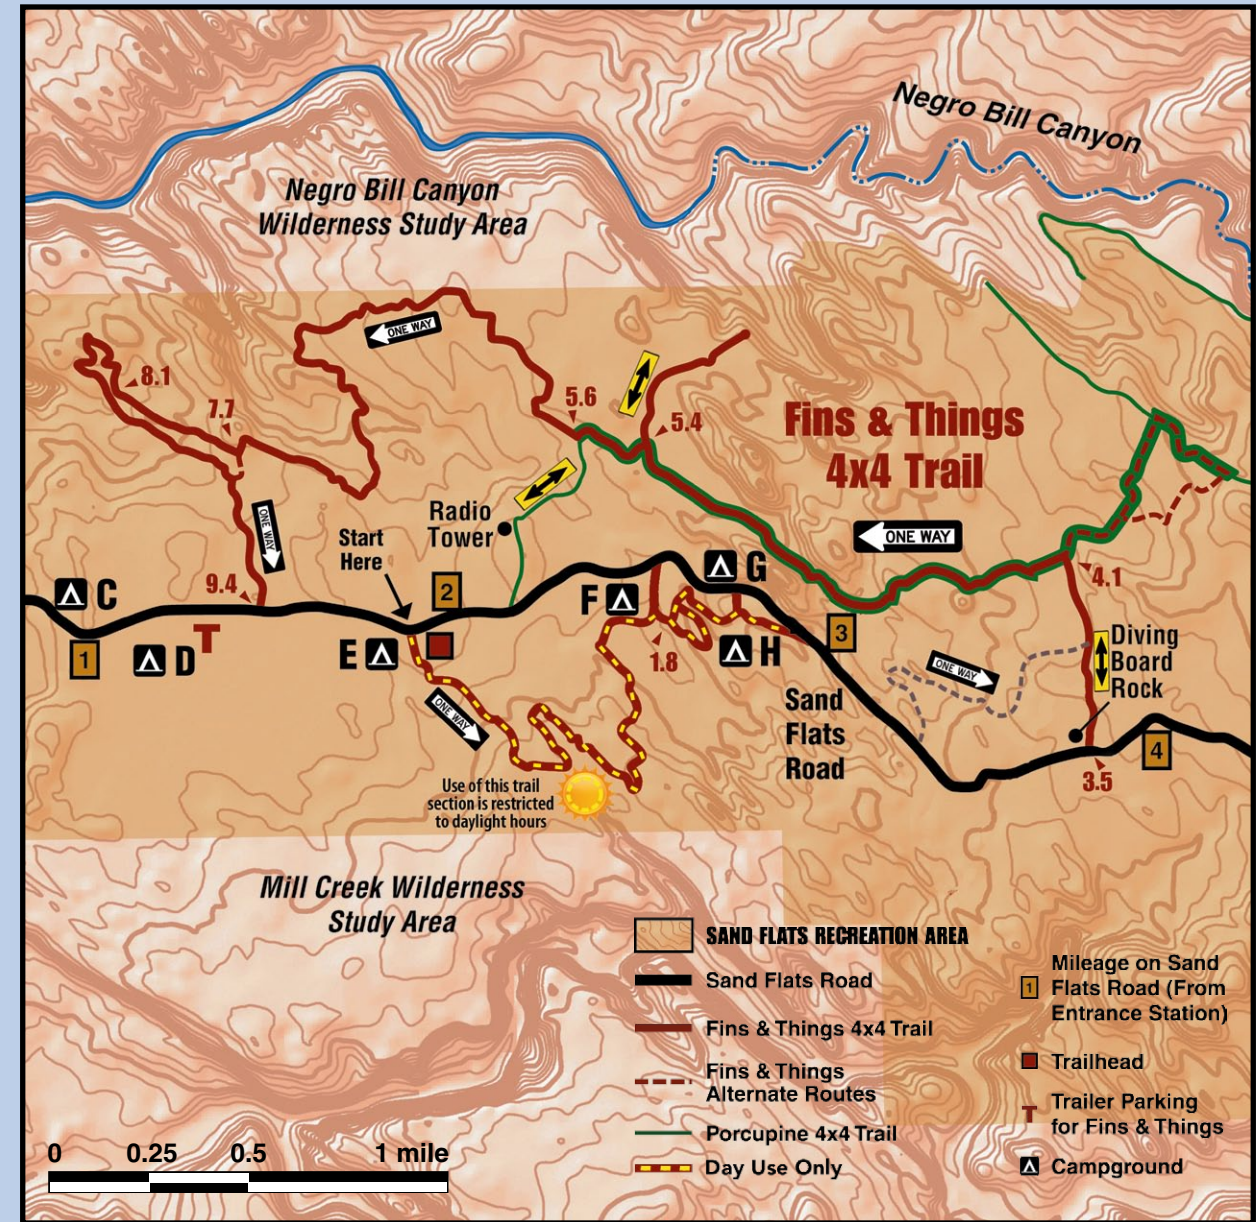 Negro Bill Canyon
Negro Bill Canyon
Wilderness Study Area
ONE WAY
8.1
7.7
5.6
5.4
Fins & Things
4x4 Trail
Radio
Tower
Start
Here
ONE WAY
ONE WAY
9.4
2
C
F
G
4.1
T
1
D
E
1.8
H
3
Diving
Board
Rock
ONE WAY
ONE WAY
Sand
Flats
Road
4
3.5
Use of this trail
section is restricted
to daylight hours
Mill Creek Wilderness
Study Area
SAND FLATS RECREATION AREA
Sand Flats Road
Fins & Things 4x4 Trail
Fins & Things
Alternate Routes
Porcupine 4x4 Trail
Day Use Only
1
Mileage on Sand
Flats Road (From
Entrance Station)
Trailhead
T
Trailer Parking
for Fins & Things
Campground
0 0.25 0.5 1 mile